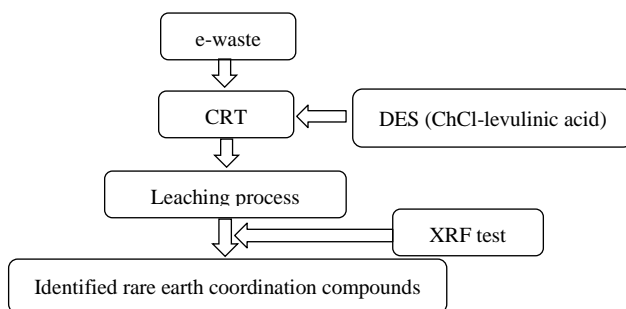 e-waste
CRT
DES (ChCl-levulinic acid)
Leaching process
XRF test
Identified rare earth coordination compounds